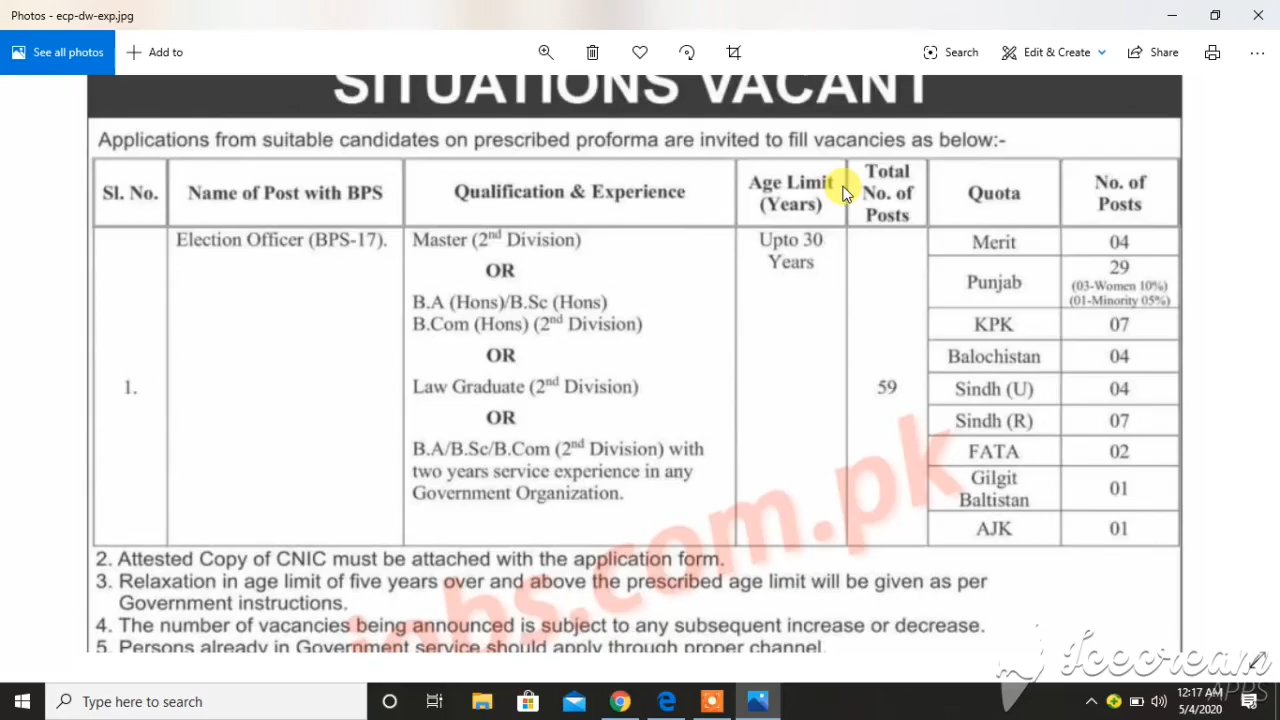 Photos - ecp-dw-exp.jpg
See all photos
Add to
Search
Edit & Create
Share
SITUATIONS VACANT
Applications from suitable candidates on prescribed proforma are invited to fill vacancies as below:-
Sl. No.
Name of Post with BPS
Qualification & Experience
Age Limit
(Years)
Total
No. of
Posts
Quota
No. of
Posts
1.
Election Officer (BPS-17).
Master (2nd Division)
OR
B.A (Hons)/B.Sc (Hons)
B.Com (Hons) (2nd Division)
OR
Law Graduate (2nd Division)
OR
B.A/B.Sc/B.Com (2nd Division) with
two years service experience in any
Government Organization.
Upto 30
Years
59
Merit 04
Punjab 29
(03-Women 10%)
(01-Minority 05%)
KPK 07
Balochistan 04
Sindh (U) 04
Sindh (R) 07
FATA 02
Gilgit
Baltistan 01
AJK 01
2. Attested Copy of CNIC must be attached with the application form.
3. Relaxation in age limit of five years over and above the prescribed age limit will be given as per
Government instructions.
4. The number of vacancies being announced is subject to any subsequent increase or decrease.
5. Persons already in Government service should apply through proper channel.
jobs.com.pk
Icecream
APPS
Type here to search
12:17 AM
5/4/2020